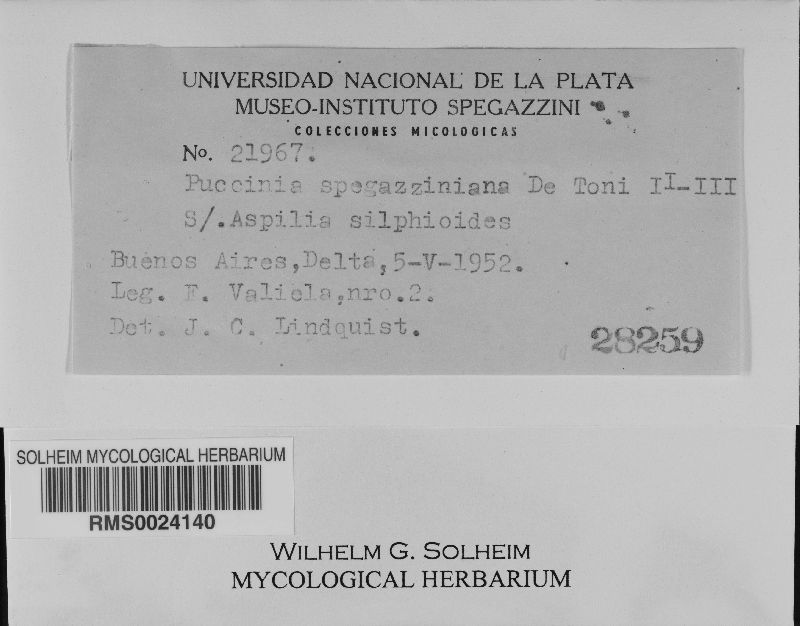 UNIVERSIDAD NACIONAL DE LA PLATA
MUSEO-INSTITUTO SPEGAZZINI
COLECCIONES MICOLOGICAS
No. 21967.
Puccinia spegazziniana De Toni II-III
S/.Aspilia silphioides
Buenos Aires,Delta,5-V-1952.
Leg. F. Valiela,nro.2.
Det. J. C. Lindquist.
28259
SOLHEIM MYCOLOGICAL HERBARIUM
RMS0024140
WILHELM G. SOLHEIM
MYCOLOGICAL HERBARIUM